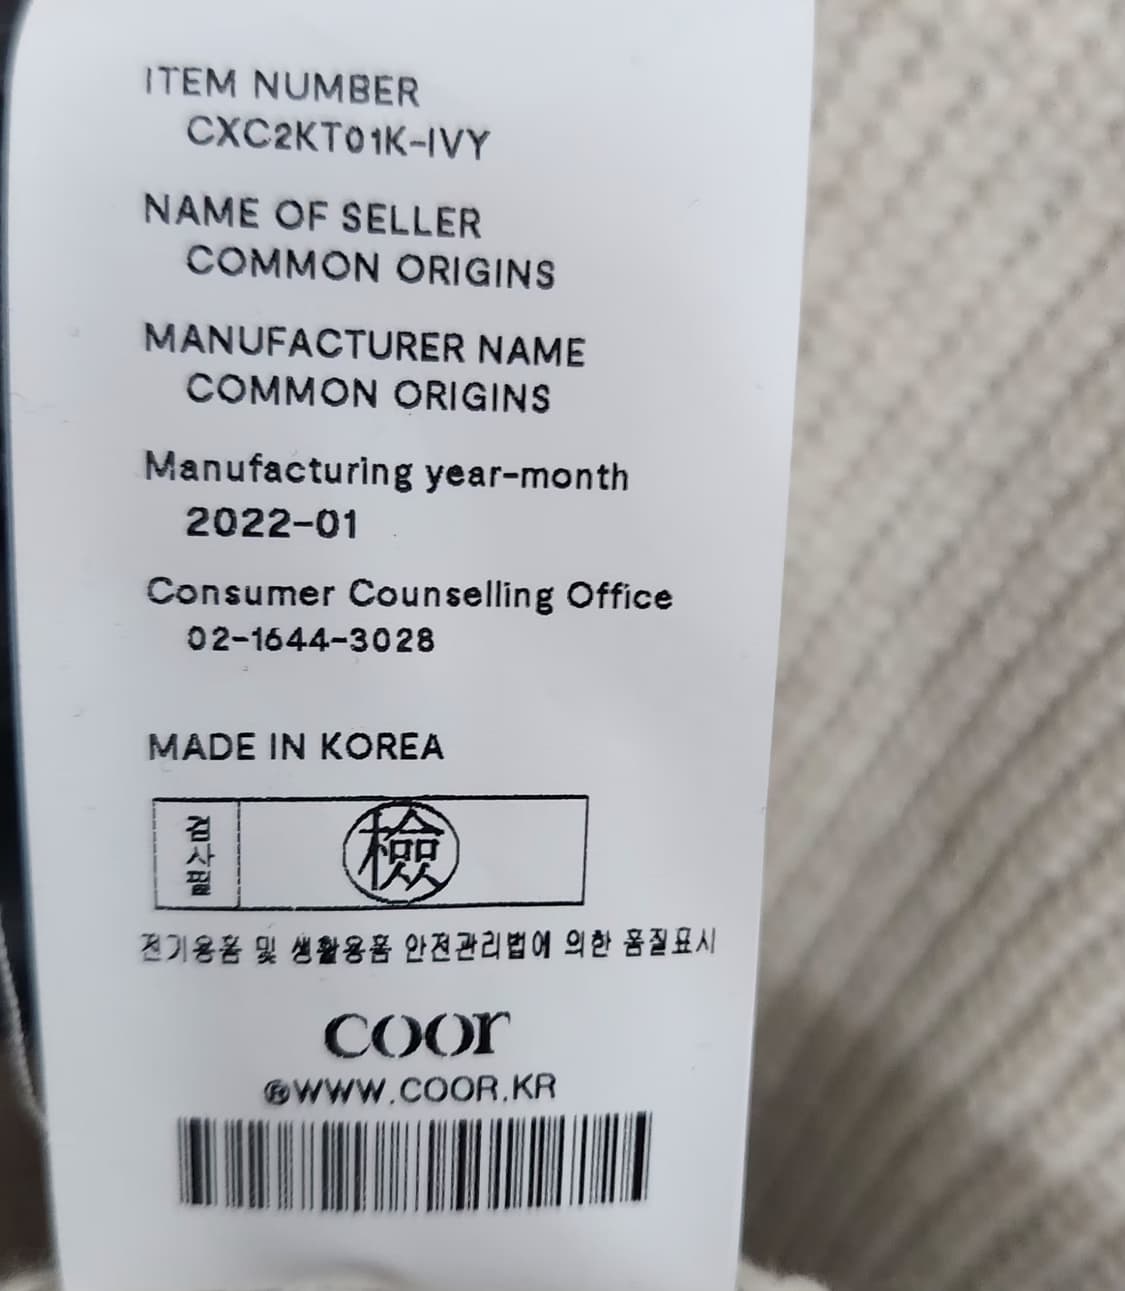 ITEM NUMBER
CXC2KT01K-IVY
NAME OF SELLER
COMMON ORIGINS
MANUFACTURER NAME
COMMON ORIGINS
Manufacturing year-month
2022-01
Consumer Counselling Office
02-1644-3028
MADE IN KOREA
검사필
檢
전기용품 및 생활용품 안전관리법에 의한 품질표시
coor
®WWW.COOR.KR